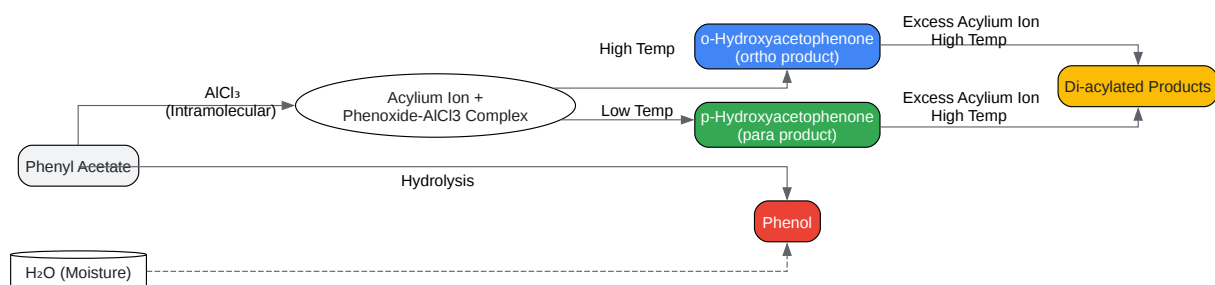 o-Hydroxyacetophenone
(ortho product)
High Temp
Excess Acylium Ion
High Temp
AlCl₃
(Intramolecular)
Acylium Ion +
Phenoxide-AlCl3 Complex
Di-acylated Products
Low Temp
p-Hydroxyacetophenone
(para product)
Excess Acylium Ion
High Temp
Phenyl Acetate
Hydrolysis
Phenol
H₂O (Moisture)